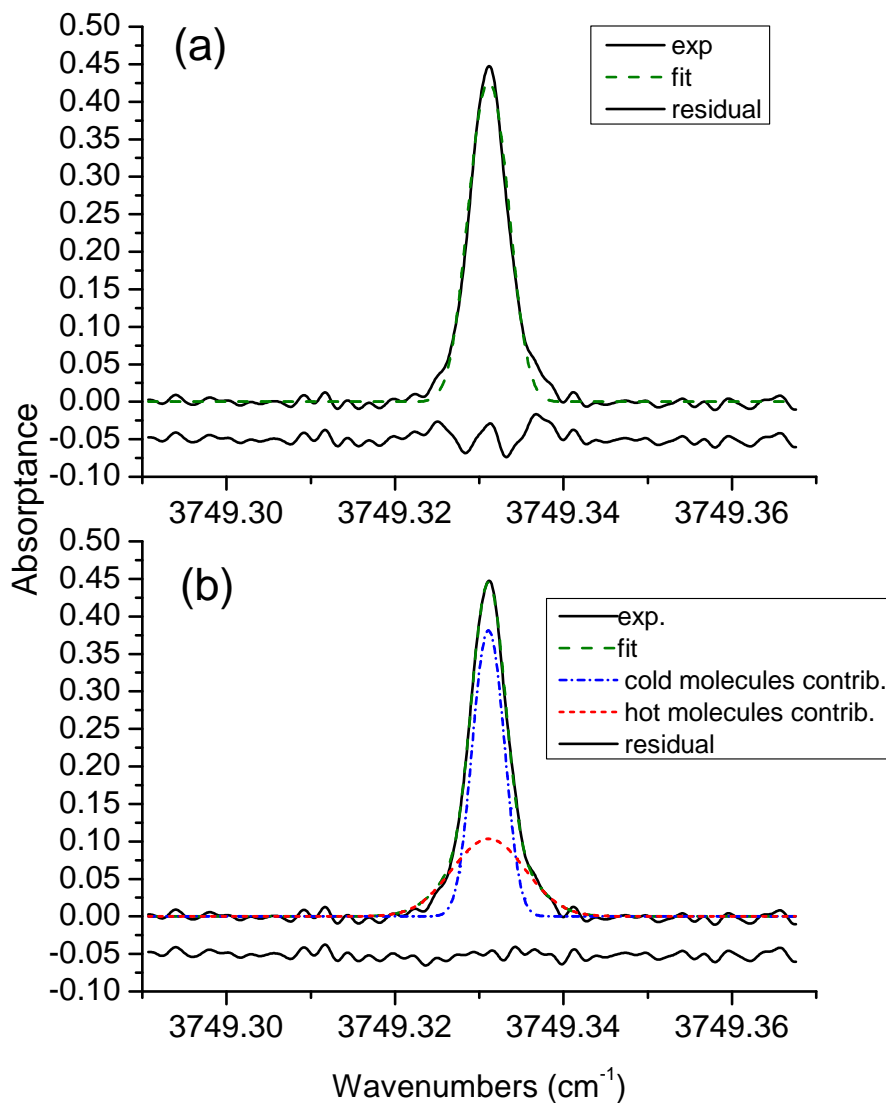 (a)
exp
fit
residual
0.50
0.45
0.40
0.35
0.30
0.25
0.20
0.15
0.10
0.05
0.00
-0.05
-0.10
3749.30 3749.32 3749.34 3749.36
Absorptance
(b)
exp.
fit
cold molecules contrib.
hot molecules contrib.
residual
0.50
0.45
0.40
0.35
0.30
0.25
0.20
0.15
0.10
0.05
0.00
-0.05
-0.10
3749.30 3749.32 3749.34 3749.36
Wavenumbers (cm⁻¹)